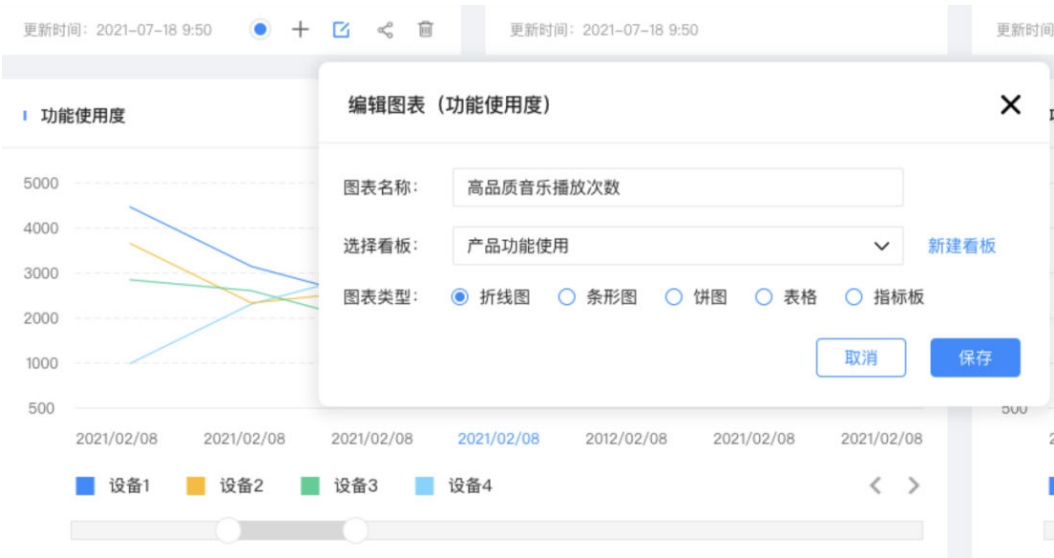 更新时间：2021-07-18 9:50
更新时间：2021-07-18 9:50
更新时间
功能使用度
编辑图表（功能使用度）
图表名称：
高品质音乐播放次数
选择看板：
产品功能使用
新建看板
图表类型：
折线图 条形图 饼图 表格 指标板
取消 保存
5000
4000
3000
2000
1000
500
500
2021/02/08 2021/02/08 2021/02/08 2021/02/08 2012/02/08 2021/02/08 2021/02/08
设备1 设备2 设备3 设备4